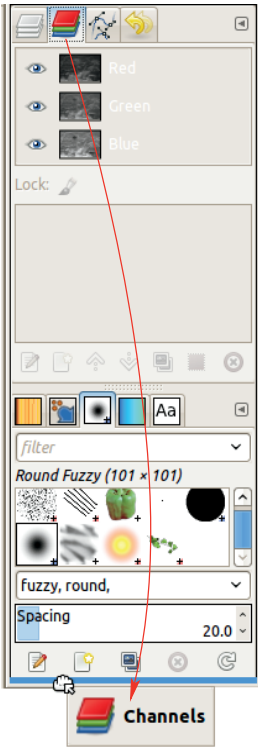 Red
Green
Blue
Lock:
Aa
filter
Round Fuzzy (101 × 101)
fuzzy, round,
Spacing
20.0
Channels